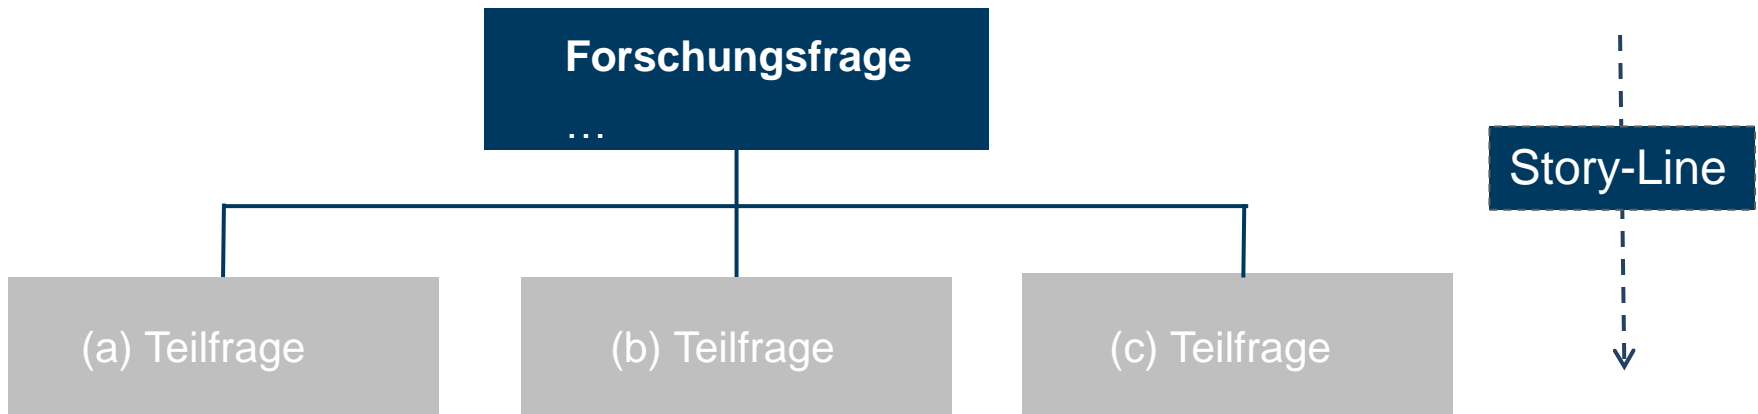 Forschungsfrage
…
Story-Line
(a) Teilfrage
(b) Teilfrage
(c) Teilfrage